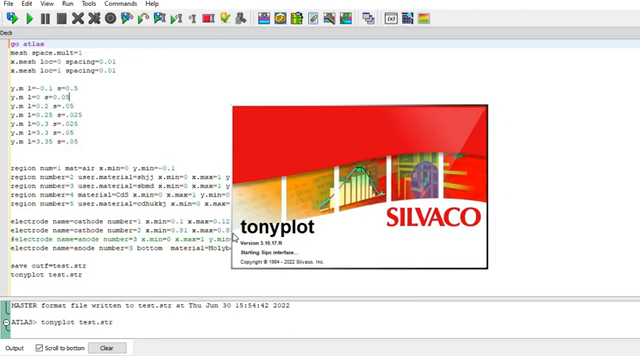 File Edit View Run Commands Tools Help
Deck
go atlas
mesh space.mult=1
x.mesh loc=0 spacing=0.01
x.mesh loc=1 spacing=0.01
y.m l=-0.1 s=0.5
y.m l=0 s=0.05
y.m l=0.2 s=.05
y.m l=0.25 s=.025
y.m l=0.3 s=.025
y.m l=3.3 s=.05
y.m l=3.35 s=.05
region num=1 mat=air x.min=0 y.min=-0.1
region number=2 user.material=shjj x.min=0 x.max=1 y
region number=3 user.material=sbmd x.min=0 x.max=1 y
region number=4 material=CdS x.min=0 x.max=1 y.min
region number=5 user.material=cdhukkj x.min=0 x.max
electrode name=cathode number=1 x.min=0.1 x.max=0.12
electrode name=cathode number=2 x.min=0.81 x.max=0.8
#electrode name=anode number=3 x.min=0 x.max=1 y.min
electrode name=anode number=3 bottom material=Molyb
save outf=test.str
tonyplot test.str
tonyplot
SILVACO
Version 3.10.17.R
Starting Sipc interface...
Copyright © 1984 - 2022 Silvaco, Inc.
MASTER format file written to test.str at Thu Jun 30 15:54:42 2022
ATLAS> tonyplot test.str
Output Scroll to bottom Clear